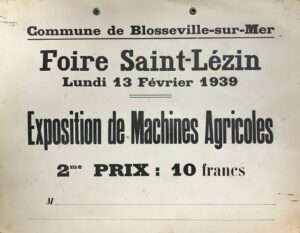 Commune de Blosseville-sur-Mer
Foire Saint-Lézin
Lundi 13 Février 1939
Exposition de Machines Agricoles
2me PRIX : 10 francs
M